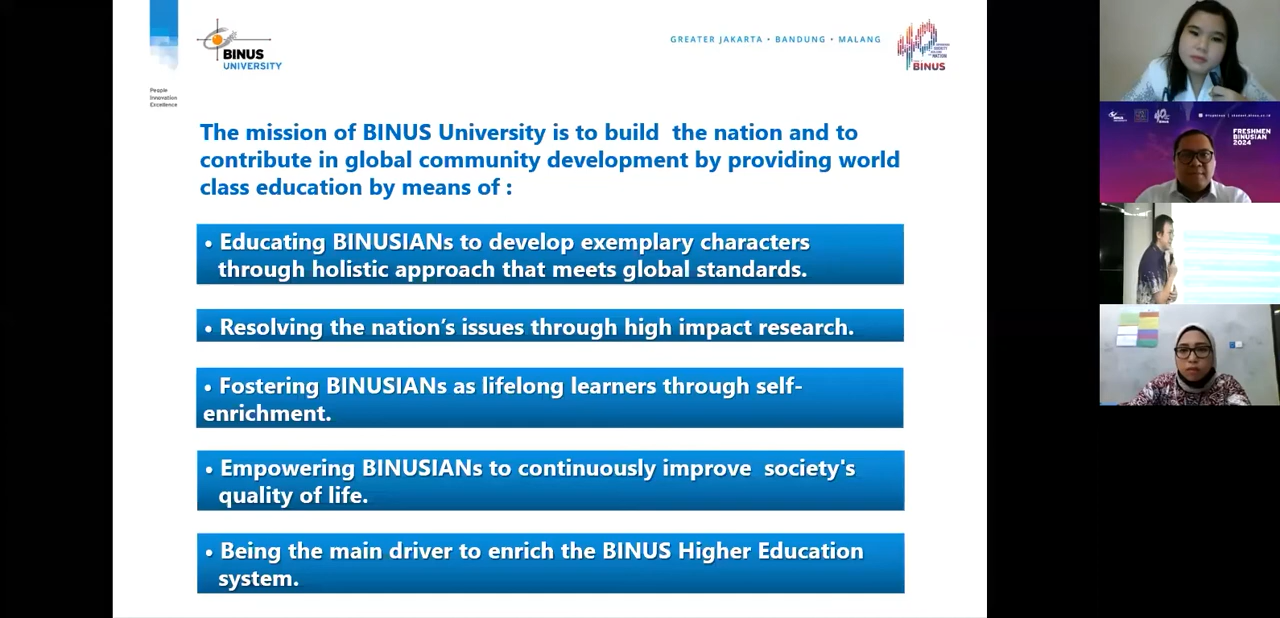 BINUS
UNIVERSITY
People
Innovation
Excellence
GREATER JAKARTA • BANDUNG • MALANG
NATION
BINUS
The mission of BINUS University is to build the nation and to
contribute in global community development by providing world
class education by means of :
• Educating BINUSIANs to develop exemplary characters
through holistic approach that meets global standards.
• Resolving the nation's issues through high impact research.
• Fostering BINUSIANs as lifelong learners through self-
enrichment.
• Empowering BINUSIANs to continuously improve society's
quality of life.
• Being the main driver to enrich the BINUS Higher Education
system.
FRESHMEN
BINUSIAN
2024